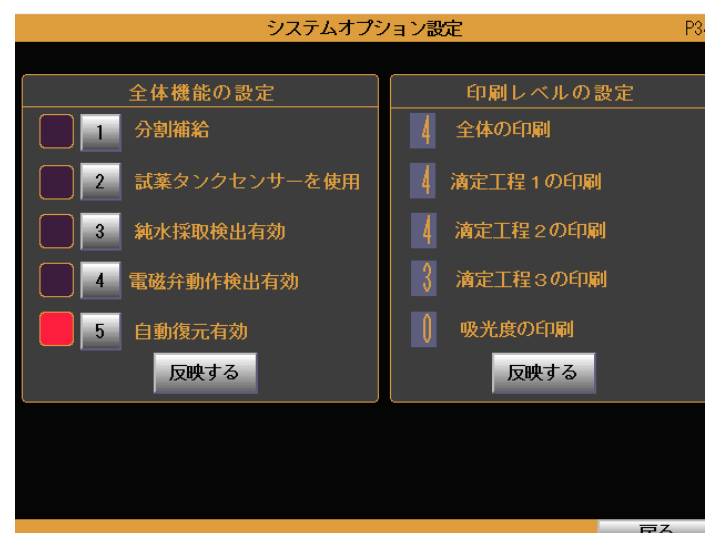 システムオプション設定
P34
全体機能の設定
1 分割補給
2 試薬タンクセンサーを使用
3 純水採取検出有効
4 電磁弁動作検出有効
5 自動復元有効
反映する
印刷レベルの設定
4 全体の印刷
4 滴定工程1の印刷
4 滴定工程2の印刷
3 滴定工程3の印刷
0 吸光度の印刷
反映する
戻る